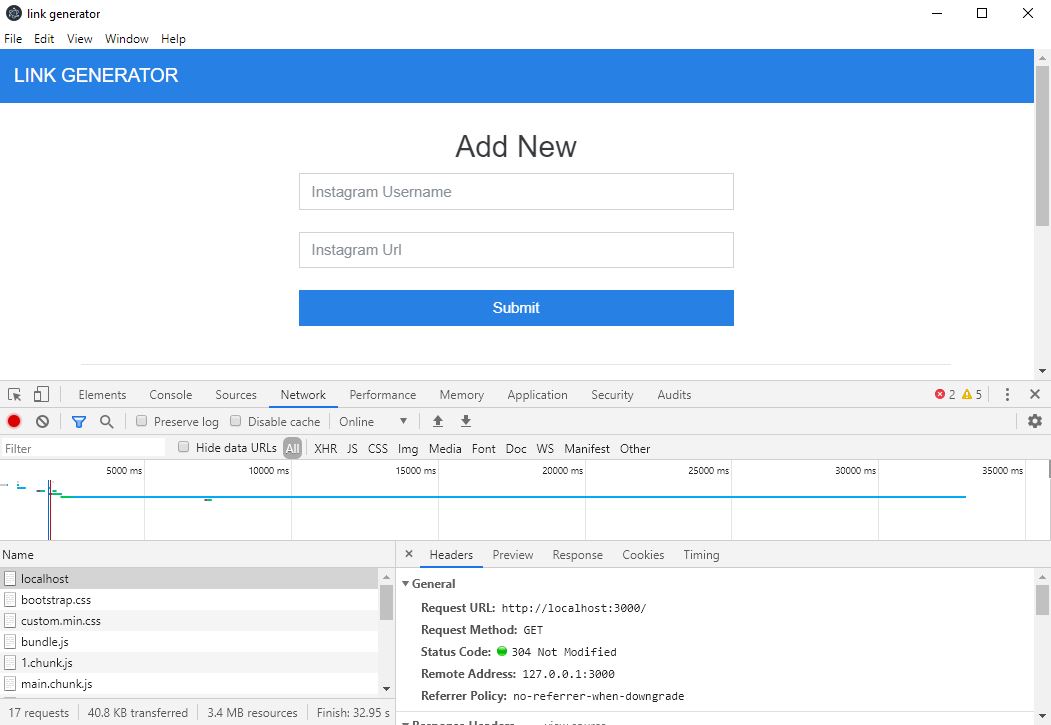 link generator
File Edit View Window Help
LINK GENERATOR
Add New
Instagram Username
Instagram Url
Submit
Elements Console Sources Network Performance Memory Application Security Audits 2 5
Preserve log Disable cache Online
Filter Hide data URLs All XHR JS CSS Img Media Font Doc WS Manifest Other
5000 ms 10000 ms 15000 ms 20000 ms 25000 ms 30000 ms 35000 ms
Name
localhost
bootstrap.css
custom.min.css
bundle.js
1.chunk.js
main.chunk.js
17 requests 40.8 KB transferred 3.4 MB resources Finish: 32.95 s
Headers Preview Response Cookies Timing
General
Request URL: http://localhost:3000/
Request Method: GET
Status Code: 304 Not Modified
Remote Address: 127.0.0.1:3000
Referrer Policy: no-referrer-when-downgrade